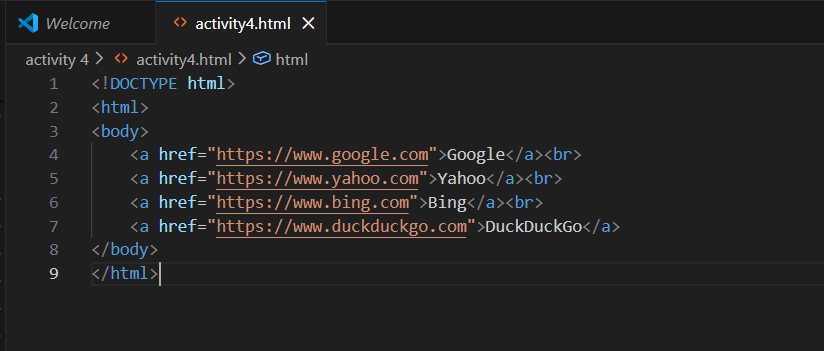 Welcome
activity4.html
activity 4 > activity4.html > html
1 <!DOCTYPE html>
2 <html>
3 <body>
4     <a href="https://www.google.com">Google</a><br>
5     <a href="https://www.yahoo.com">Yahoo</a><br>
6     <a href="https://www.bing.com">Bing</a><br>
7     <a href="https://www.duckduckgo.com">DuckDuckGo</a>
8 </body>
9 </html>